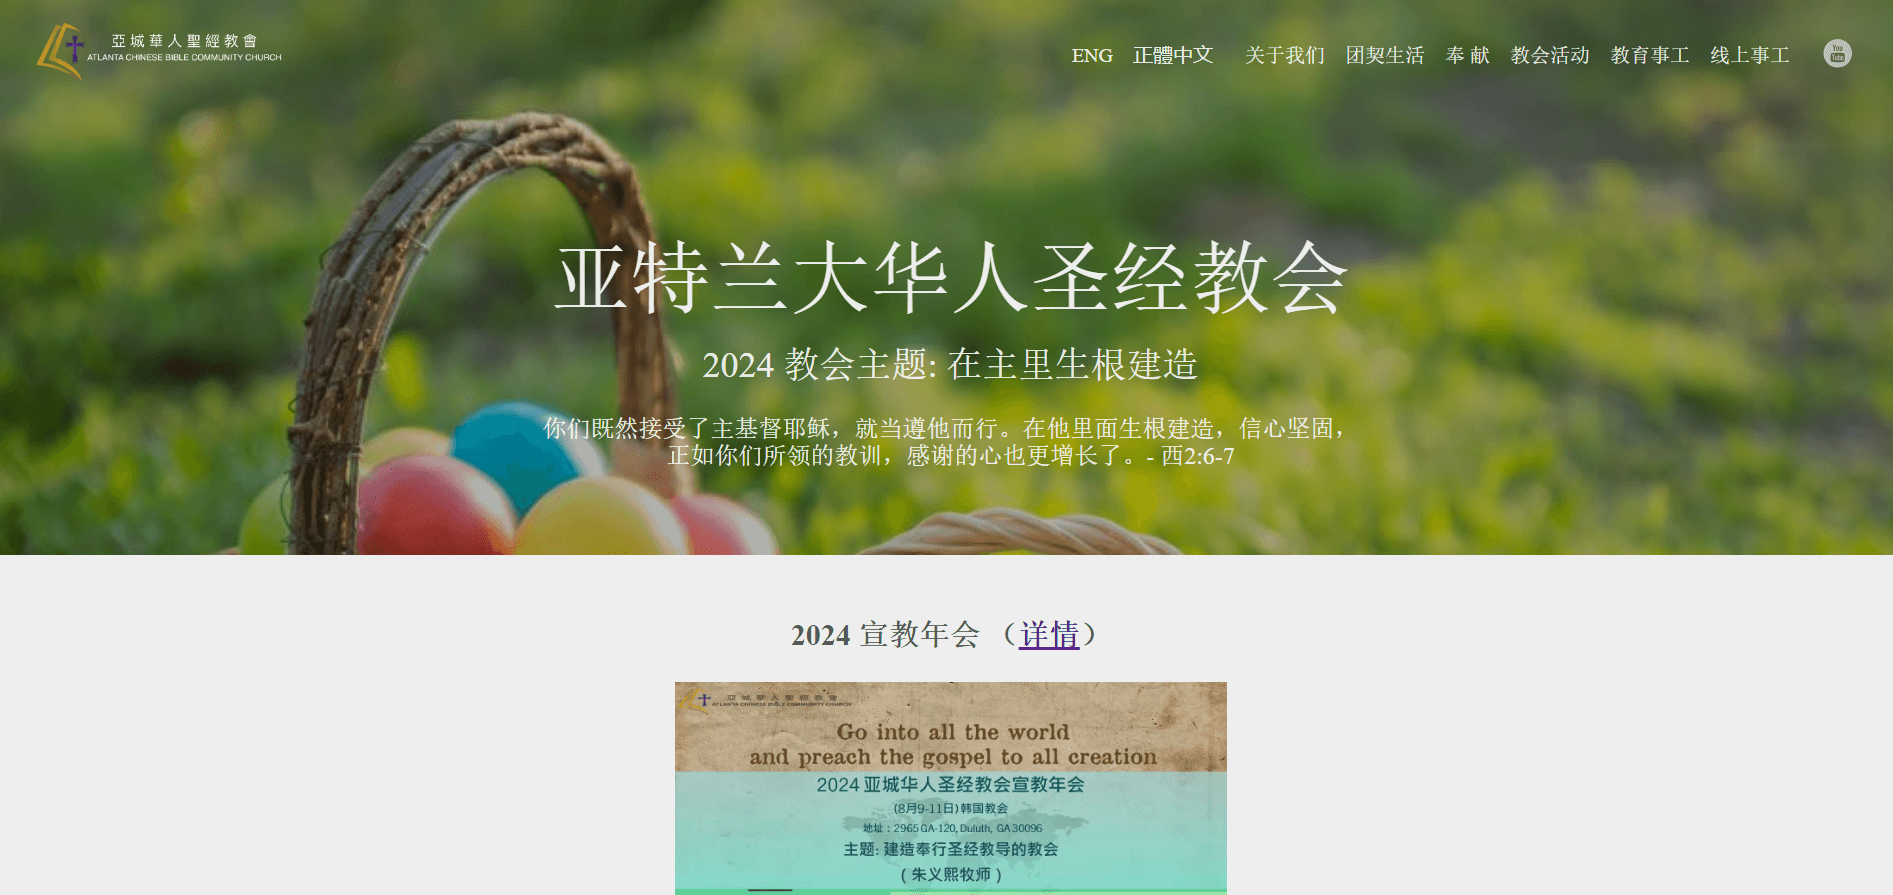 亞城華人聖經教會
ATLANTA CHINESE BIBLE COMMUNITY CHURCH
ENG 正體中文 关于我们 团契生活 奉 献 教会活动 教育事工 线上事工
You Tube
亚特兰大华人圣经教会
2024 教会主题: 在主里生根建造
你们既然接受了主基督耶稣，就当遵他而行。在他里面生根建造，信心坚固，
正如你们所领的教训，感谢的心也更增长了。- 西2:6-7
2024 宣教年会 （详情）
亞城華人聖經教會
ATLANTA CHINESE BIBLE COMMUNITY CHURCH
Go into all the world
and preach the gospel to all creation
2024 亚城华人圣经教会宣教年会
(8月9-11日) 韩国教会
地址：2965 GA-120, Duluth, GA 30096
主题: 建造奉行圣经教导的教会
( 朱义熙牧师 )